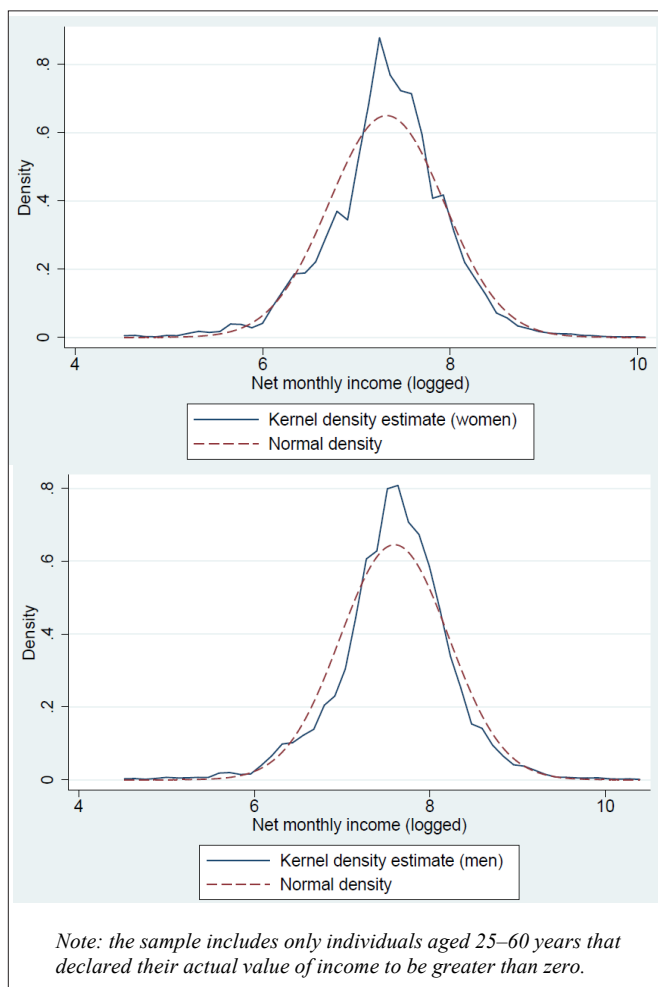 .8
.6
.4
.2
0
Density
4 6 8 10
Net monthly income (logged)
Kernel density estimate (women)
Normal density
.8
.6
.4
.2
0
Density
4 6 8 10
Net monthly income (logged)
Kernel density estimate (men)
Normal density
Note: the sample includes only individuals aged 25–60 years that
declared their actual value of income to be greater than zero.